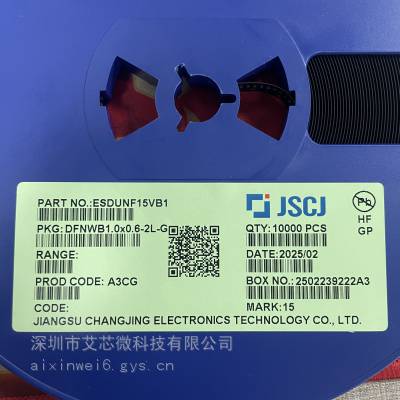 PART NO.:ESDUNF15VB1
JSCJ
Pb
HF
GP
PKG:DFNWB1.0x0.6-2L-G
QTY:10000 PCS
RANGE:
DATE:2025/02
PROD CODE: A3CG
BOX NO.:2502239222A3
CODE:
MARK:15
JIANGSU CHANGJING ELECTRONICS TECHNOLOGY CO., LTD.
深圳市艾芯微科技有限公司
aixinwei6.gys.cn